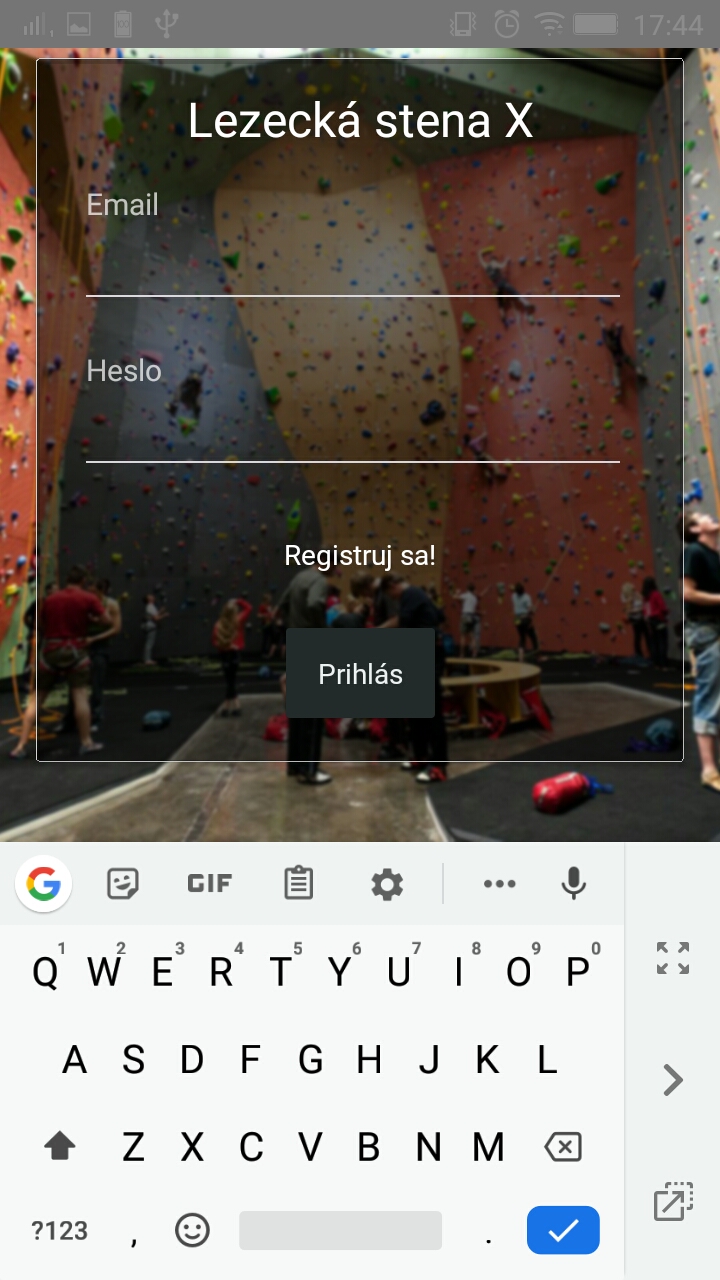 17:44
Lezecká stena X
Email
Heslo
Registruj sa!
Prihlás
G GIF
1 2 3 4 5 6 7 8 9 0
Q W E R T Y U I O P
A S D F G H J K L
Z X C V B N M
?123 , .